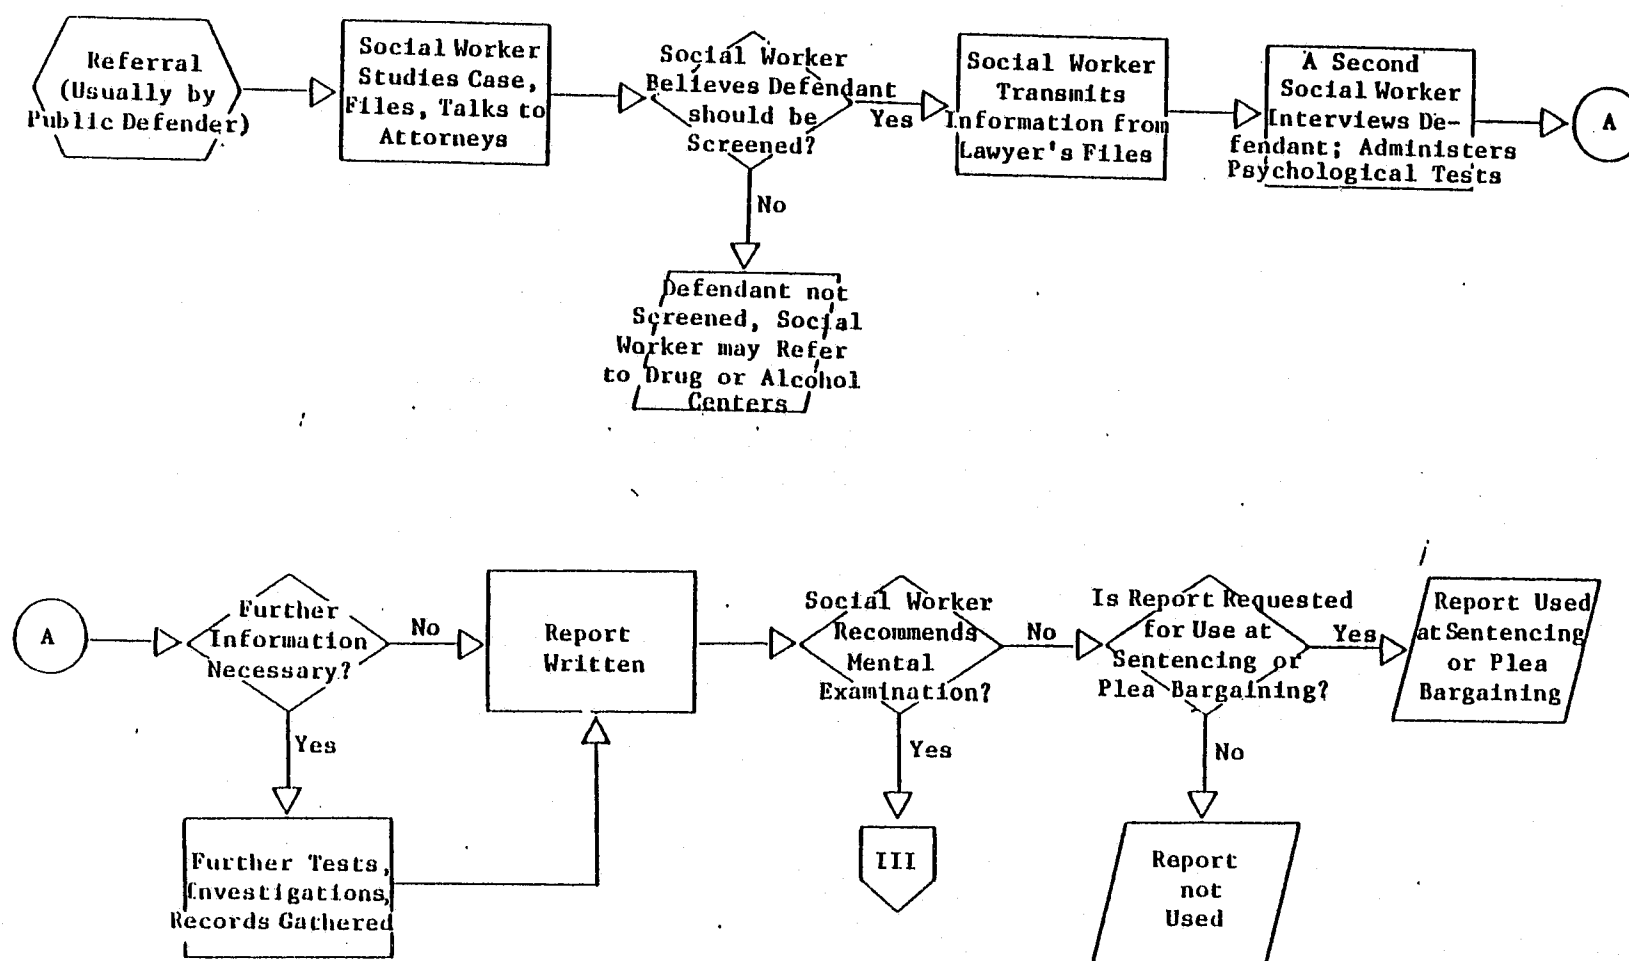 Referral
(Usually by
Public Defender)
Social Worker
Studies Case,
Files, Talks to
Attorneys
Social Worker
Believes Defendant
should be
Screened?
Yes
No
Social Worker
Transmits
Information from
Lawyer's Files
A Second
Social Worker
Interviews De-
fendant; Administers
Psychological Tests
A
Defendant not
Screened, Social
Worker may Refer
to Drug or Alcohol
Centers
A
Further
Information
Necessary?
No
Yes
Report
Written
Social Worker
Recommends
Mental
Examination?
No
Yes
Is Report Requested
for Use at
Sentencing or
Plea Bargaining?
Yes
No
Report Used
at Sentencing
or Plea
Bargaining
Further Tests,
Investigations,
Records Gathered
III
Report
not
Used